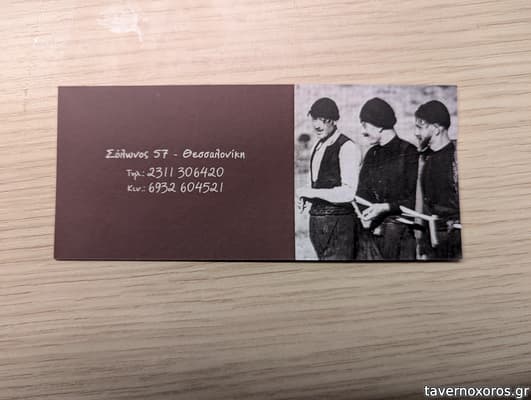 Σόλωνος 57 - Θεσσαλονίκη
Τηλ.: 2311 306420
Κιν.: 6932 604521
tavernoxoros.gr